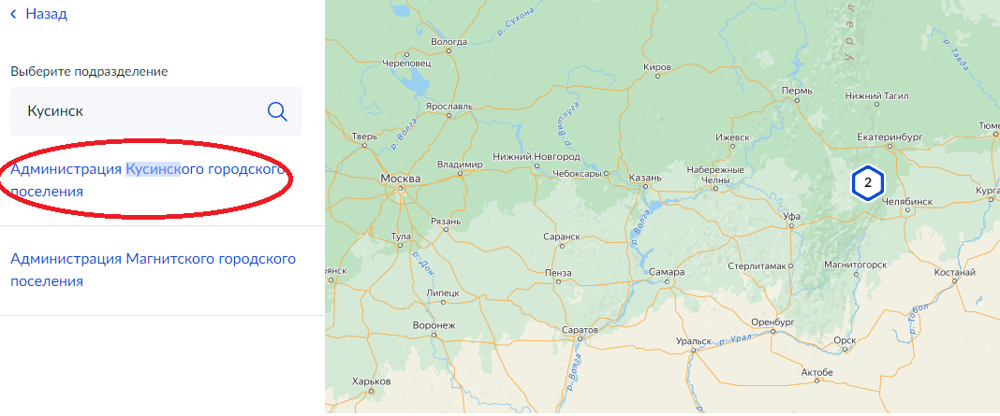 Назад
Выберите подразделение
Кусинск
Администрация Кусинского городского
поселения
Администрация Магнитского городского
поселения
р. Сухона
Вологда
Череповец
Киров
р. Тавда
Пермь
Нижний Тагил
Ярославль
р. Ветлуга
р. Волга
Тверь
Ижевск
Екатеринбург
Нижний Новгород
Владимир
Москва
Чебоксары
Казань
Набережные
Челны
2
Челябинск
Уфа
р. Волга
Рязань
Тула
Саранск
р. Дон
Пенза
Самара
Стерлитамак
Магнитогорск
Костанай
Липецк
р. Тобол
Воронеж
Саратов
Оренбург
Уральск
р. Урал
Орск
р. Волга
Актобе
Харьков